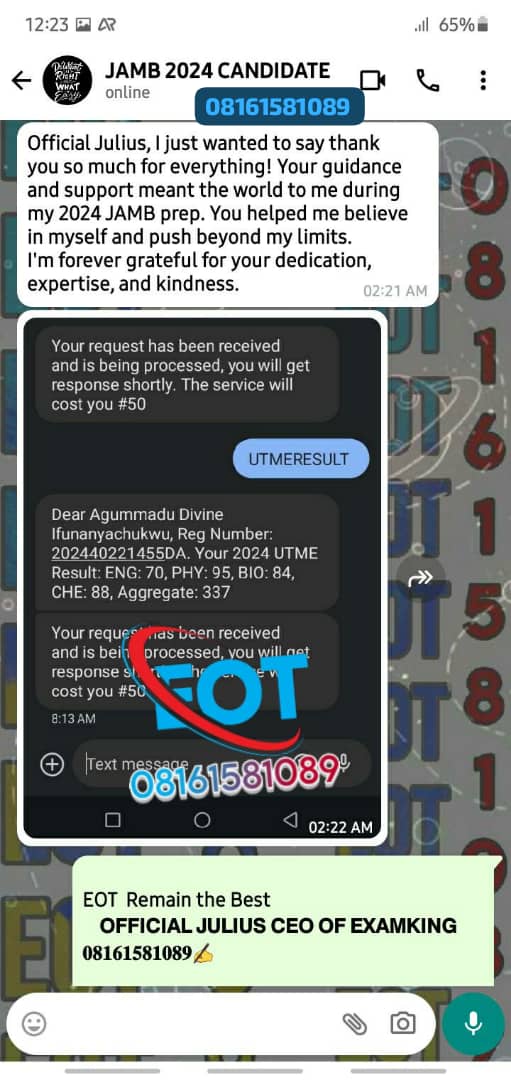 12:23 AR 65%
JAMB 2024 CANDIDATE
online
08161581089
Official Julius, I just wanted to say thank
you so much for everything! Your guidance
and support meant the world to me during
my 2024 JAMB prep. You helped me believe
in myself and push beyond my limits.
I'm forever grateful for your dedication,
expertise, and kindness.
02:21 AM
Your request has been received
and is being processed, you will get
response shortly. The service will
cost you #50
UTMERESULT
Dear Agummadu Divine
Ifunanyachukwu, Reg Number:
202440221455DA. Your 2024 UTME
Result: ENG: 70, PHY: 95, BIO: 84,
CHE: 88, Aggregate: 337
Your request has been received
and is being processed, you will get
response
cost you #50
EOT
8:13 AM
Text message
08161581089
02:22 AM
EOT Remain the Best
OFFICIAL JULIUS CEO OF EXAMKING
08161581089✍️